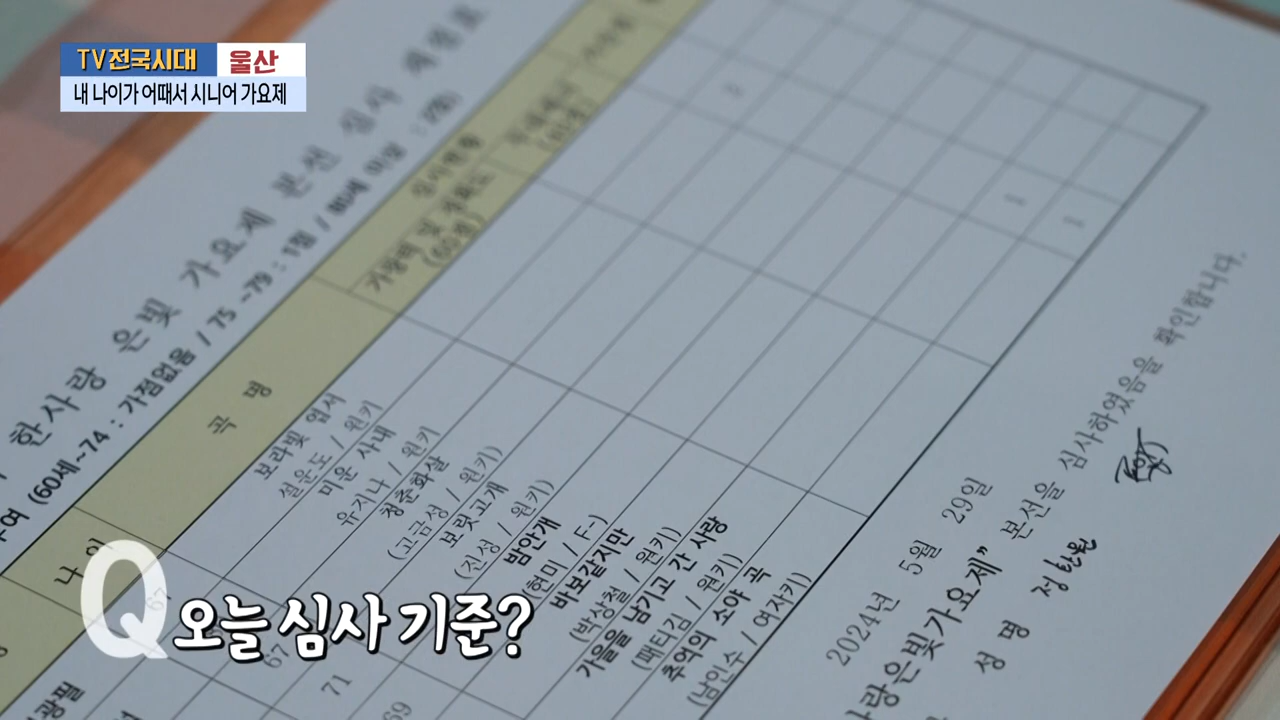 TV전국시대 울산
내 나이가 어때서 시니어 가요제
한사랑 은빛 가요제 본선 심사
(60세~74 : 가점없음 / 75 ~79 : 1점 / 80세 이상 :
가창력 및
(60점)
곡 명
나 이
보라빛 엽서
설운도 / 원키
미운 사내
유지나 / 원키
청춘화살
(고금성 / 원키)
보릿고개
(진성 / 원키)
밤안개
(현미 / F-)
바보같지만
(박상철 / 원키)
가을을 남기고 간 사랑
(패티김 / 원키)
추억의 소야 곡
(남인수 / 여자키)
67
67
71
69
광필
1
1
2024년 5월 29일
사랑은빛가요제” 본선을 심사하였음을 확인합니다.
성 명
Q 오늘 심사 기준?